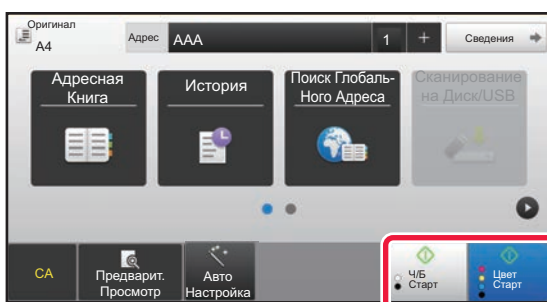 Оригинал
A4
Адрес
AAA
1
+
Сведения
Адресная
Книга
История
Поиск Глобаль-
Ного Адреса
Сканирование
на Диск/USB
CA
Предварит.
Просмотр
Авто
Настройка
Ч/Б
Старт
Цвет
Старт